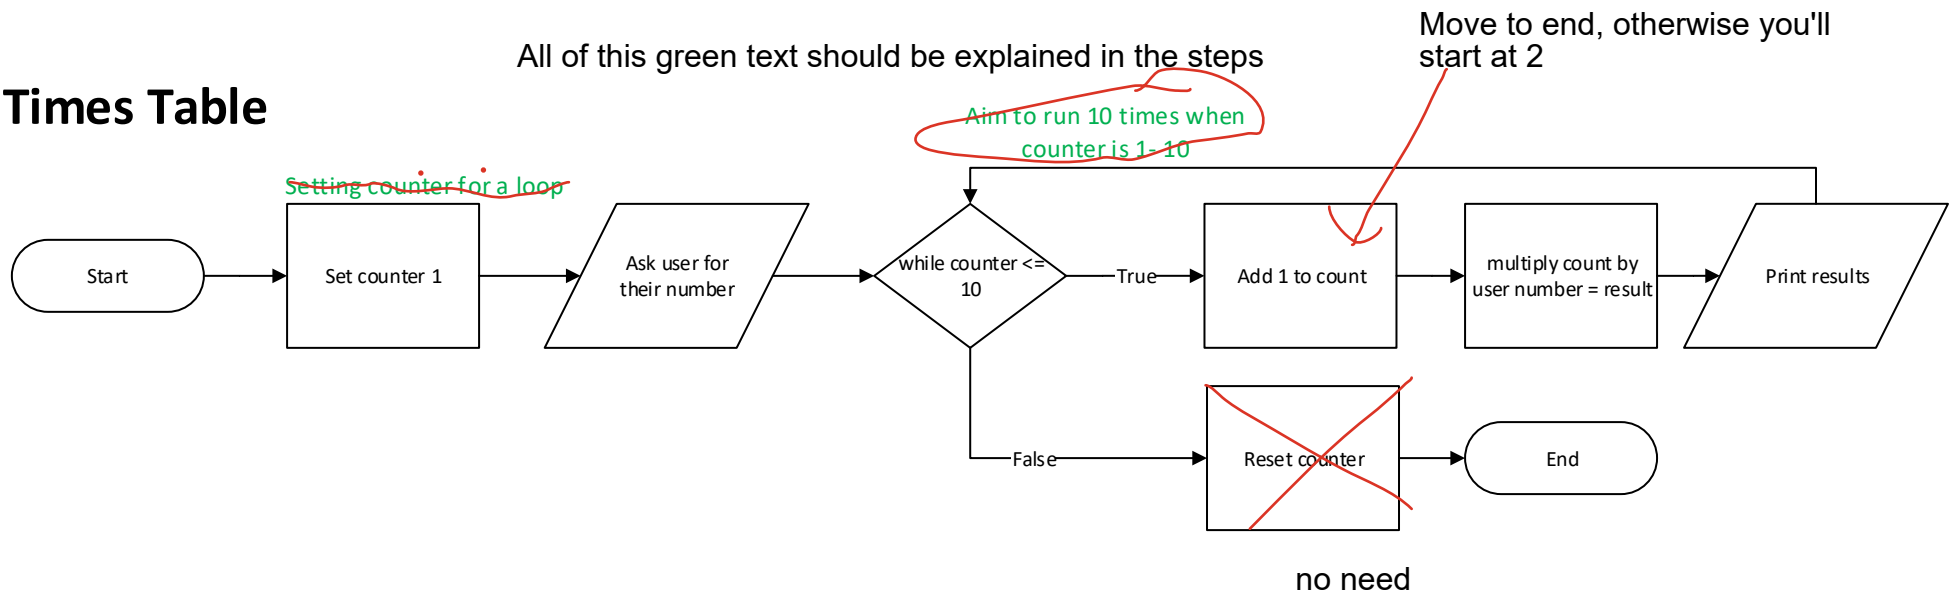 Move to end, otherwise you'll
start at 2
All of this green text should be explained in the steps
Times Table
Aim to run 10 times when
counter is 1- 10
Setting counter for a loop
Start
Set counter 1
Ask user for
their number
while counter <=
10
True
Add 1 to count
multiply count by
user number = result
Print results
False
Reset counter
End
no need